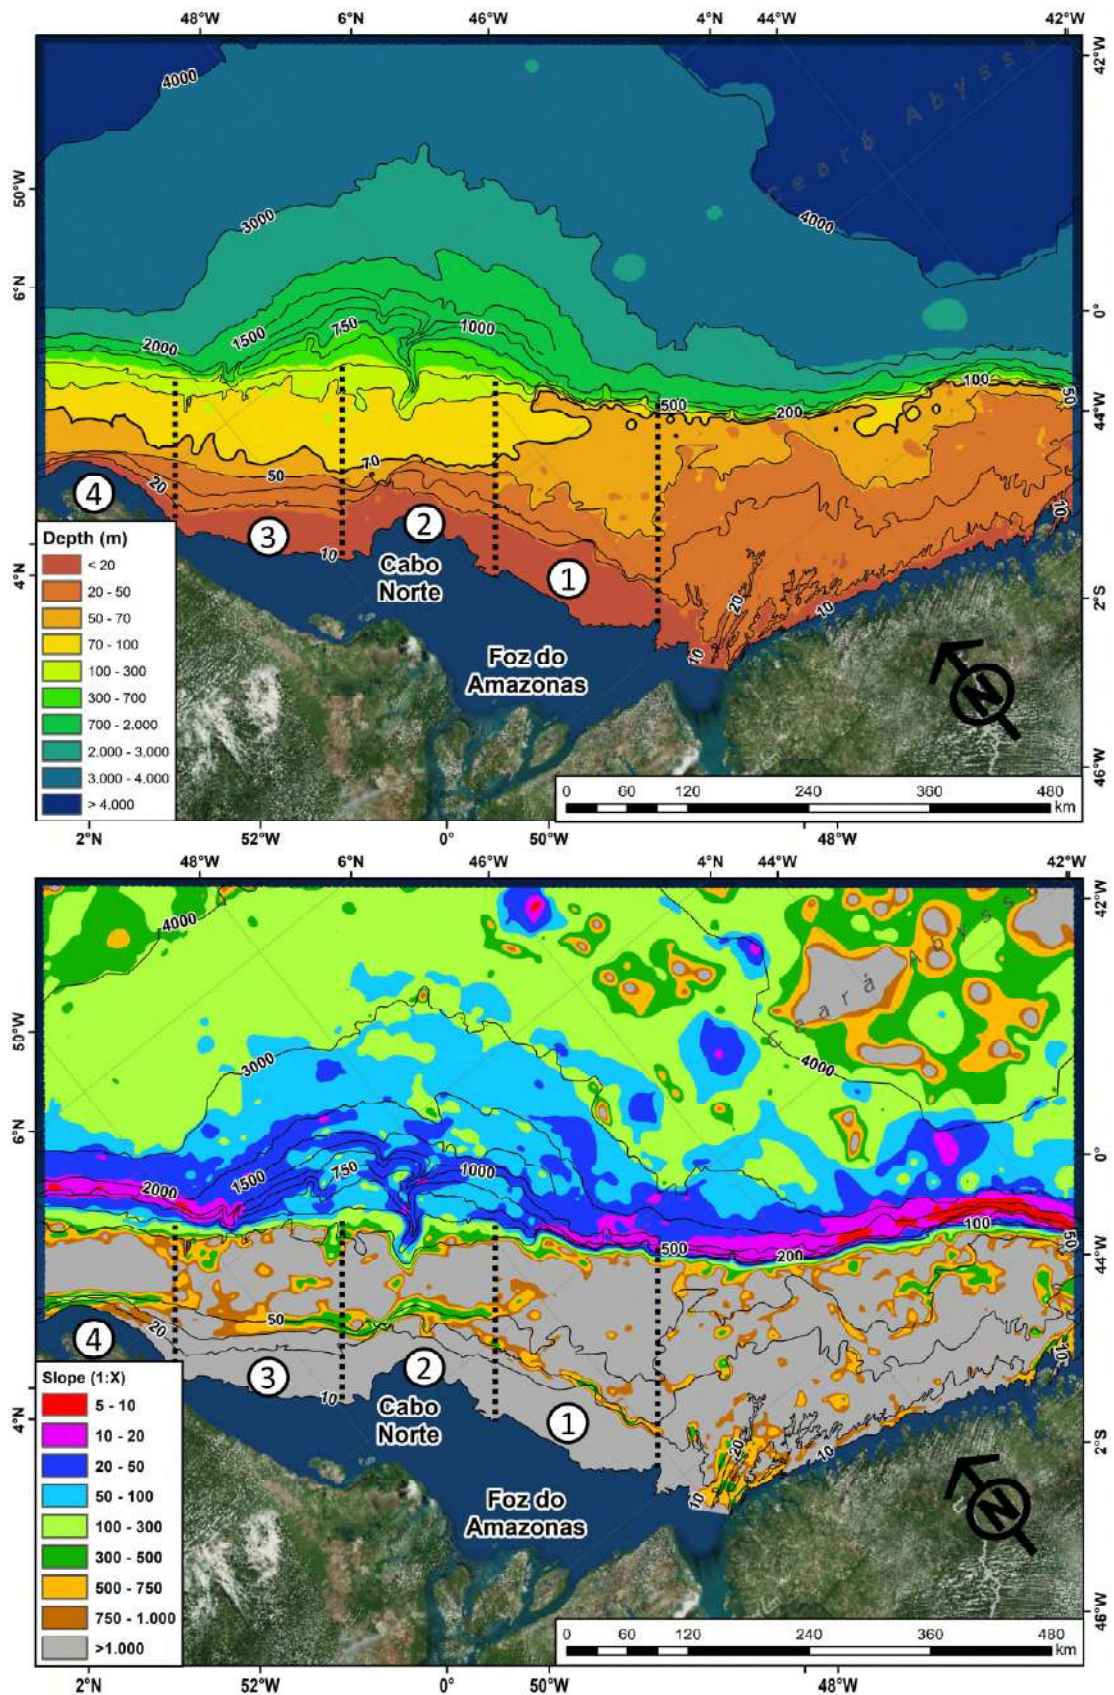 48°W 6°N 46°W 4°N 44°W 42°W
42°W
4000
Ceará Abyssa
50°W
3000
4000
6°N
0°
2000 1500 750 1000
100
50
500
200
44°W
70
50
20
4
3
10
2
Cabo
Norte
1
10
20
10
10
4°N
2°S
Foz do
Amazonas
N
46°W
Depth (m)
< 20
20 - 50
50 - 70
70 - 100
100 - 300
300 - 700
700 - 2.000
2.000 - 3.000
3.000 - 4.000
> 4.000
0 60 120 240 360 480
km
2°N 52°W 0° 50°W 48°W
48°W 6°N 46°W 4°N 44°W 42°W
42°W
4000
Ceará Abyss
50°W
3000
4000
6°N
0°
2000 1500 750 1000
100
50
500
200
44°W
50
20
4
3
10
2
Cabo
Norte
1
10
20
10
10
4°N
2°S
Foz do
Amazonas
N
46°W
Slope (1:X)
5 - 10
10 - 20
20 - 50
50 - 100
100 - 300
300 - 500
500 - 750
750 - 1.000
>1.000
0 60 120 240 360 480
km
2°N 52°W 0° 50°W 48°W